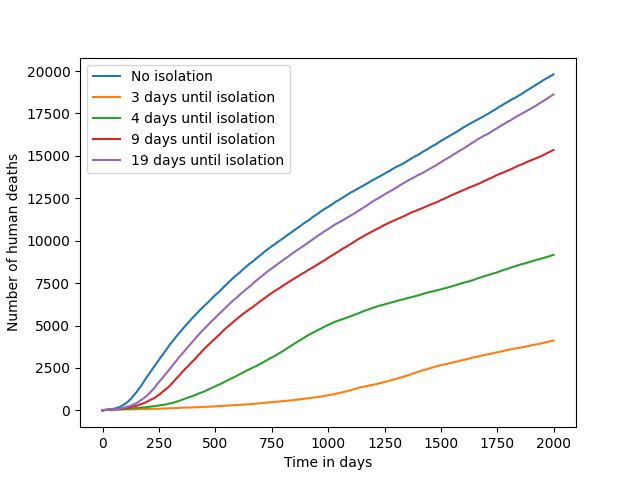 No isolation
3 days until isolation
4 days until isolation
9 days until isolation
19 days until isolation
Number of human deaths
20000
17500
15000
12500
10000
7500
5000
2500
0
0 250 500 750 1000 1250 1500 1750 2000
Time in days